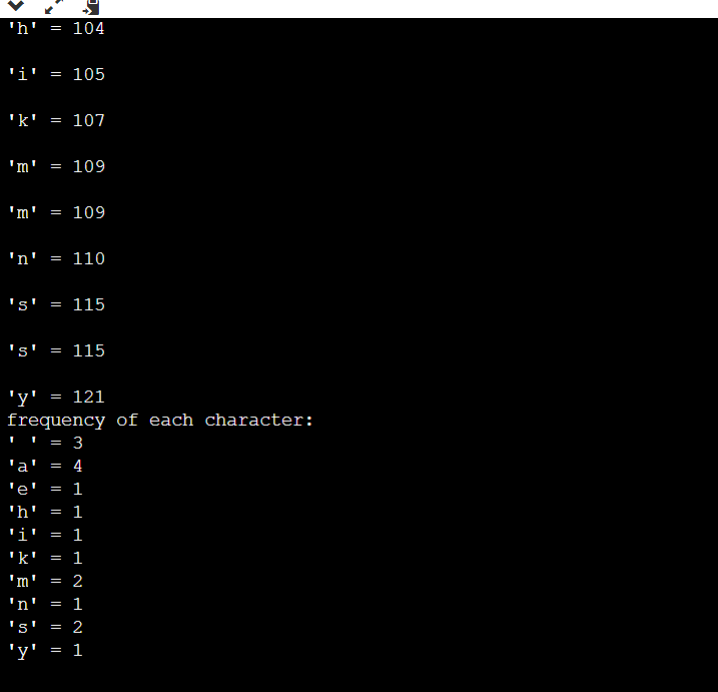 'h' = 104
'i' = 105
'k' = 107
'm' = 109
'm' = 109
'n' = 110
's' = 115
's' = 115
'y' = 121
frequency of each character:
' ' = 3
'a' = 4
'e' = 1
'h' = 1
'i' = 1
'k' = 1
'm' = 2
'n' = 1
's' = 2
'y' = 1